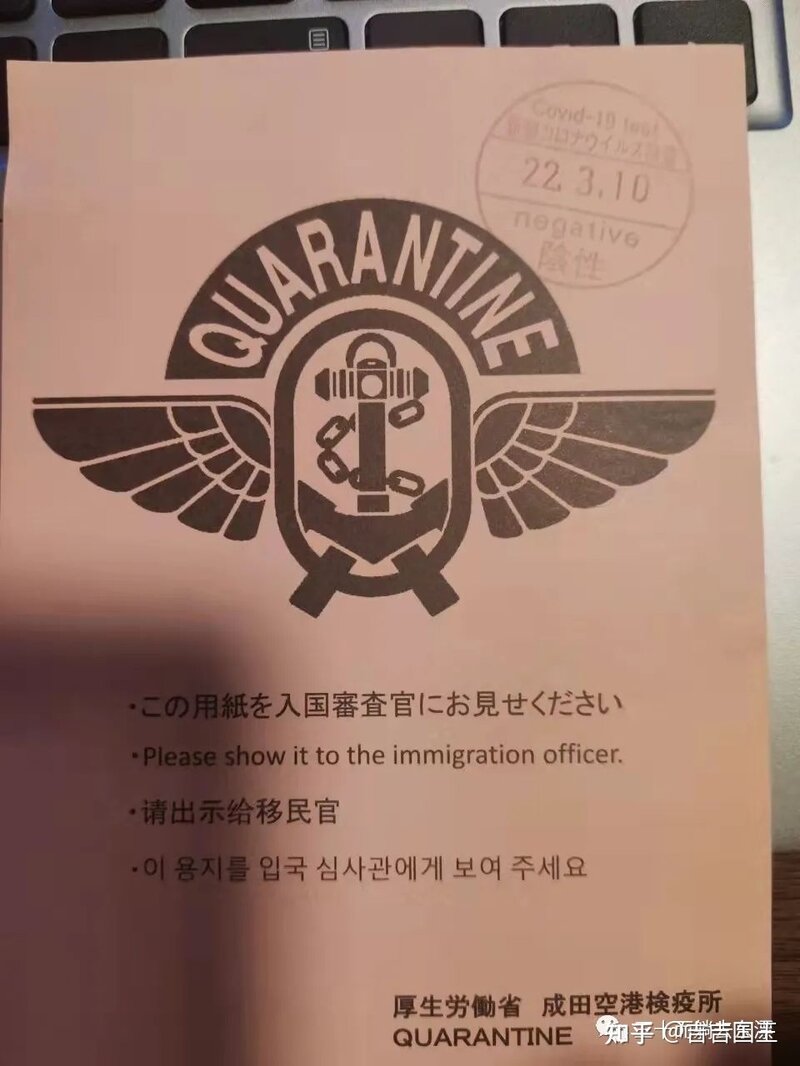 Covid-19 test
新型コロナウイルス検査
22. 3. 10
negative
陰性
QUARANTINE
・この用紙を入国審査官にお見せください
・Please show it to the immigration officer.
・请出示给移民官
・이 용지를 입국 심사관에게 보여 주세요
厚生労働省 成田空港検疫所
QUARANTINE
知乎